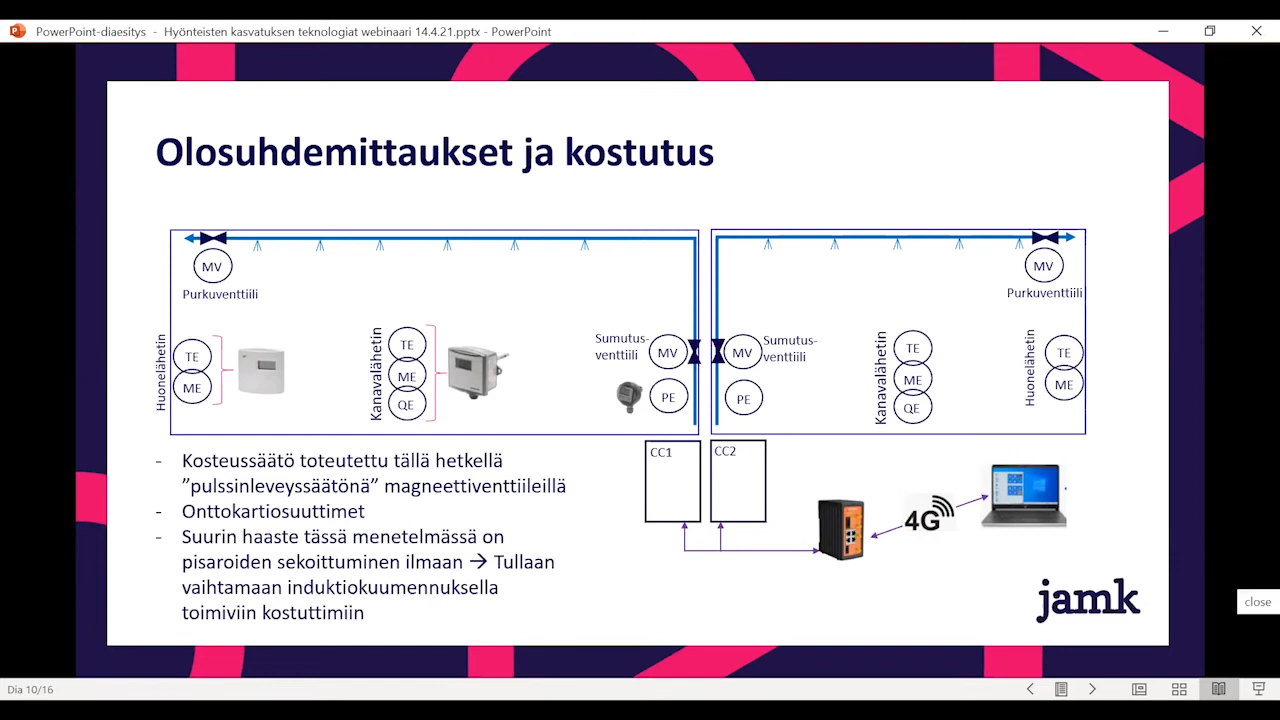 PowerPoint-diaesitys - Hyönteisten kasvatuksen teknologiat webinaari 14.4.21.pptx - PowerPoint
Olosuhdemittaukset ja kostutus
MV
Purkuventtiili
MV
Purkuventtiili
Huonelähetin
TE
ME
Kanavalähetin
TE
ME
QE
Sumutus-
venttiili
MV
PE
MV
Sumutus-
venttiili
PE
Kanavalähetin
TE
ME
QE
Huonelähetin
TE
ME
CC1
CC2
4G
- Kosteussäätö toteutettu tällä hetkellä
”pulssinleveyssäätönä” magneettiventtiileillä
- Onttokartiosuuttimet
- Suurin haaste tässä menetelmässä on
pisaroiden sekoittuminen ilmaan → Tullaan
vaihtamaan induktiokuumennuksella
toimiviin kostuttimiin
jamk
close
Dia 10/16